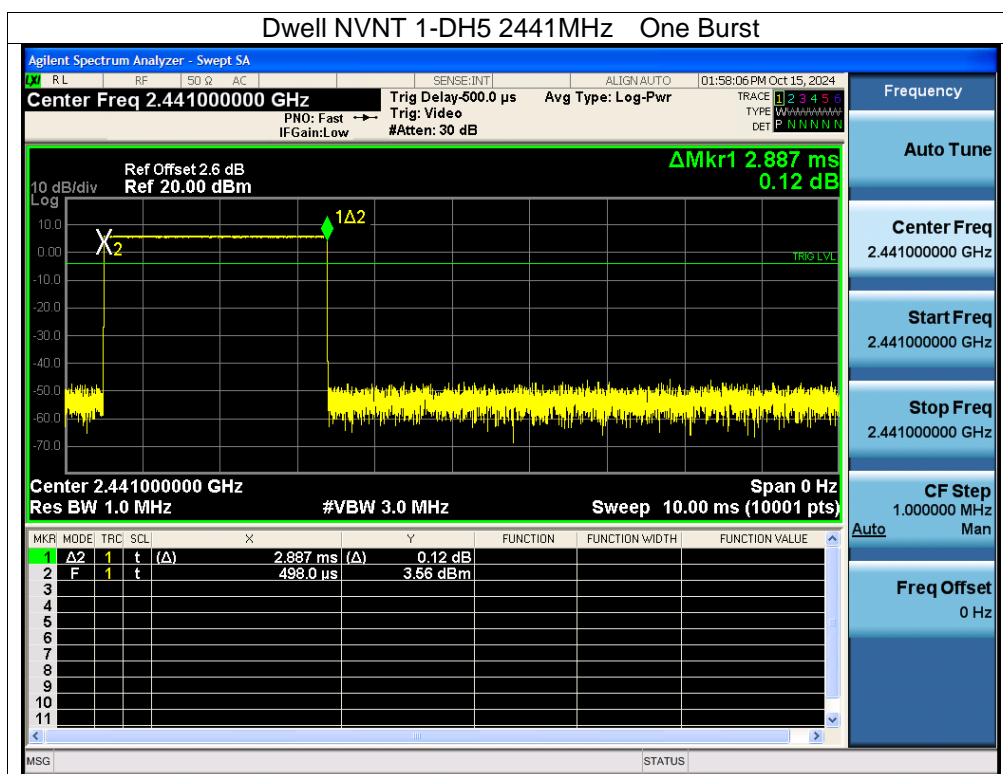 Dwell NVNT 1-DH5 2441MHz One Burst
Agilent Spectrum Analyzer - Swept SA
LXI RL RF 50 Ω AC SENSE:INT ALIGN AUTO 01:58:06 PM Oct 15, 2024
Center Freq 2.441000000 GHz Trig Delay-500.0 µs Avg Type: Log-Pwr TRACE 1 2 3 4 5 6
PNO: Fast Trig: Video TYPE WWWWWW
IFGain:Low #Atten: 30 dB DET P N N N N N
Frequency
Auto Tune
Center Freq
2.441000000 GHz
Start Freq
2.441000000 GHz
Stop Freq
2.441000000 GHz
CF Step
1.000000 MHz
Auto Man
Freq Offset
0 Hz
ΔMkr1 2.887 ms
0.12 dB
Ref Offset 2.6 dB
10 dB/div Ref 20.00 dBm
Log
10.0
0.00
-10.0
-20.0
-30.0
-40.0
-50.0
-60.0
-70.0
1Δ2
2
TRIG LVL
Center 2.441000000 GHz Span 0 Hz
Res BW 1.0 MHz #VBW 3.0 MHz Sweep 10.00 ms (10001 pts)
MKR MODE TRC SCL X Y FUNCTION FUNCTION WIDTH FUNCTION VALUE
1 Δ2 1 t (Δ) 2.887 ms (Δ) 0.12 dB
2 F 1 t 498.0 µs 3.56 dBm
3
4
5
6
7
8
9
10
11
MSG STATUS